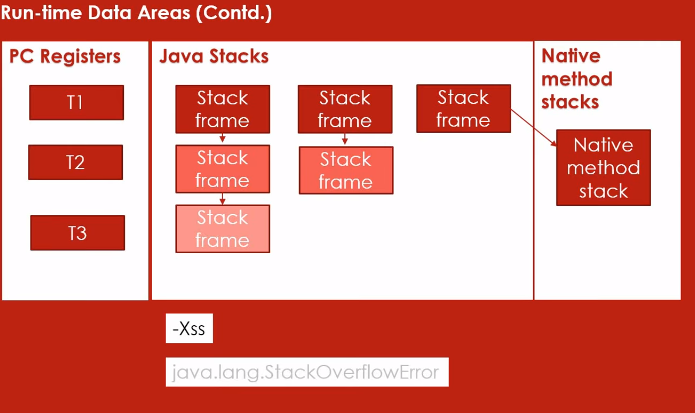 Run-time Data Areas (Contd.)
PC Registers
T1
T2
T3
Java Stacks
Stack
frame
Stack
frame
Stack
frame
Stack
frame
Stack
frame
Stack
frame
Native
method
stacks
Native
method
stack
-Xss
java.lang.StackOverflowError